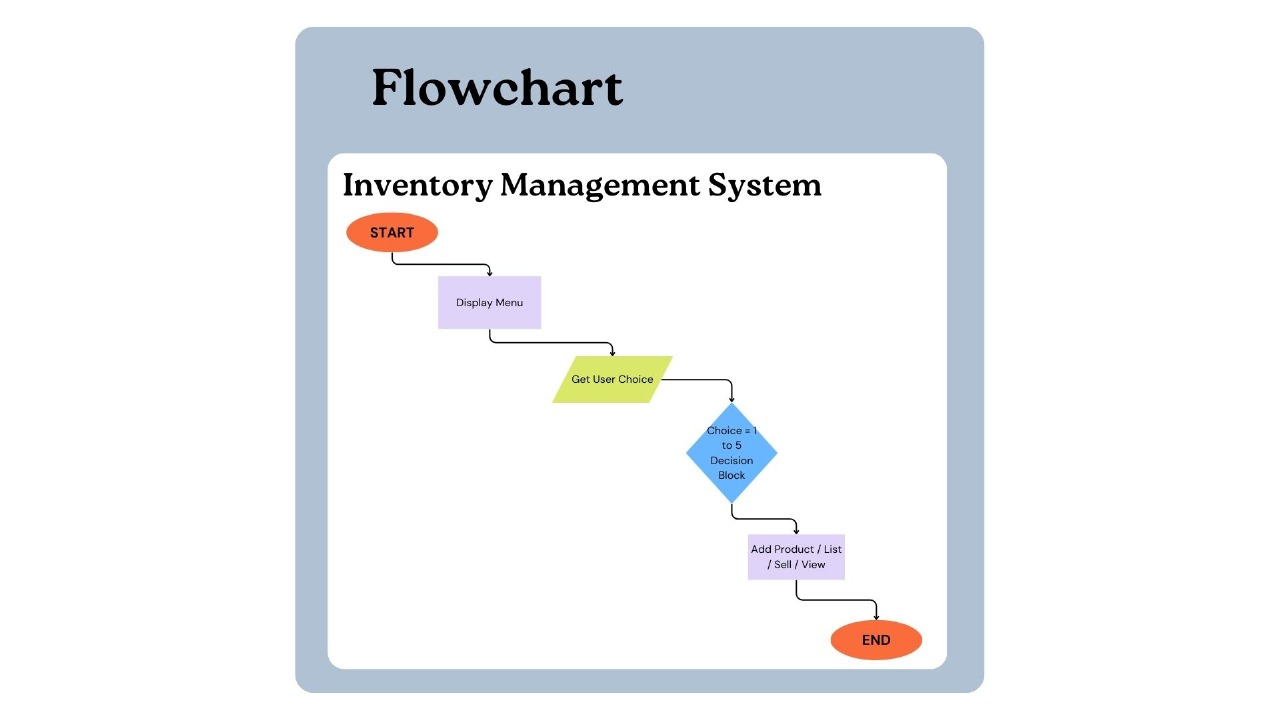 Flowchart
Inventory Management System
START
Display Menu
Get User Choice
Choice = 1
to 5
Decision
Block
Add Product / List
/ Sell / View
END